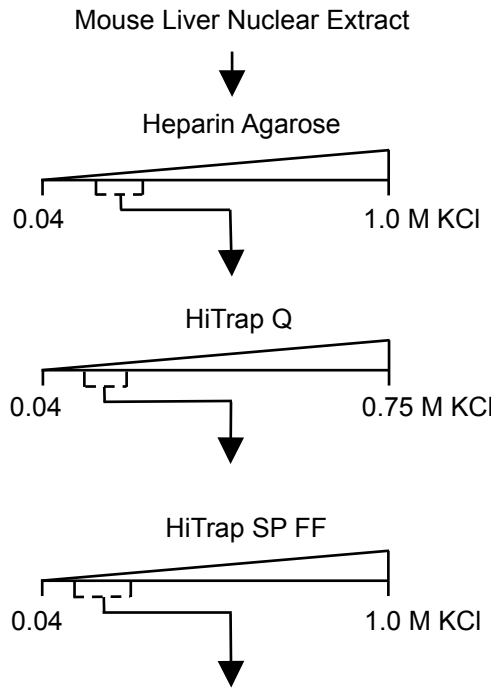 Mouse Liver Nuclear Extract
Heparin Agarose
0.04 1.0 M KCl
HiTrap Q
0.04 0.75 M KCl
HiTrap SP FF
0.04 1.0 M KCl